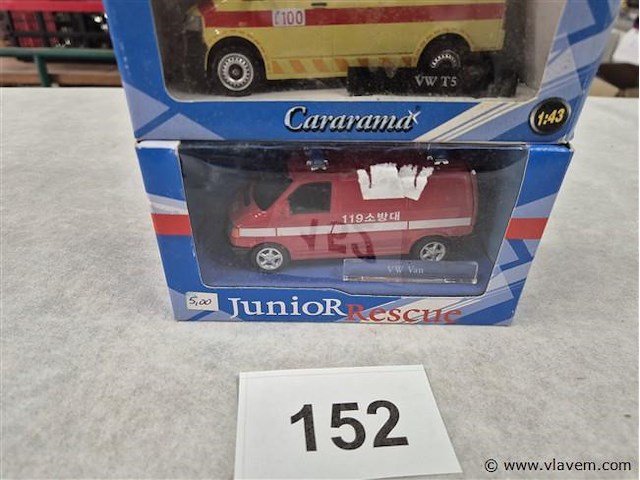 100
VW T5
Cararama
1:43
119소방대
VW Van
5,00
Junior Rescue
152
© www.vlavem.com